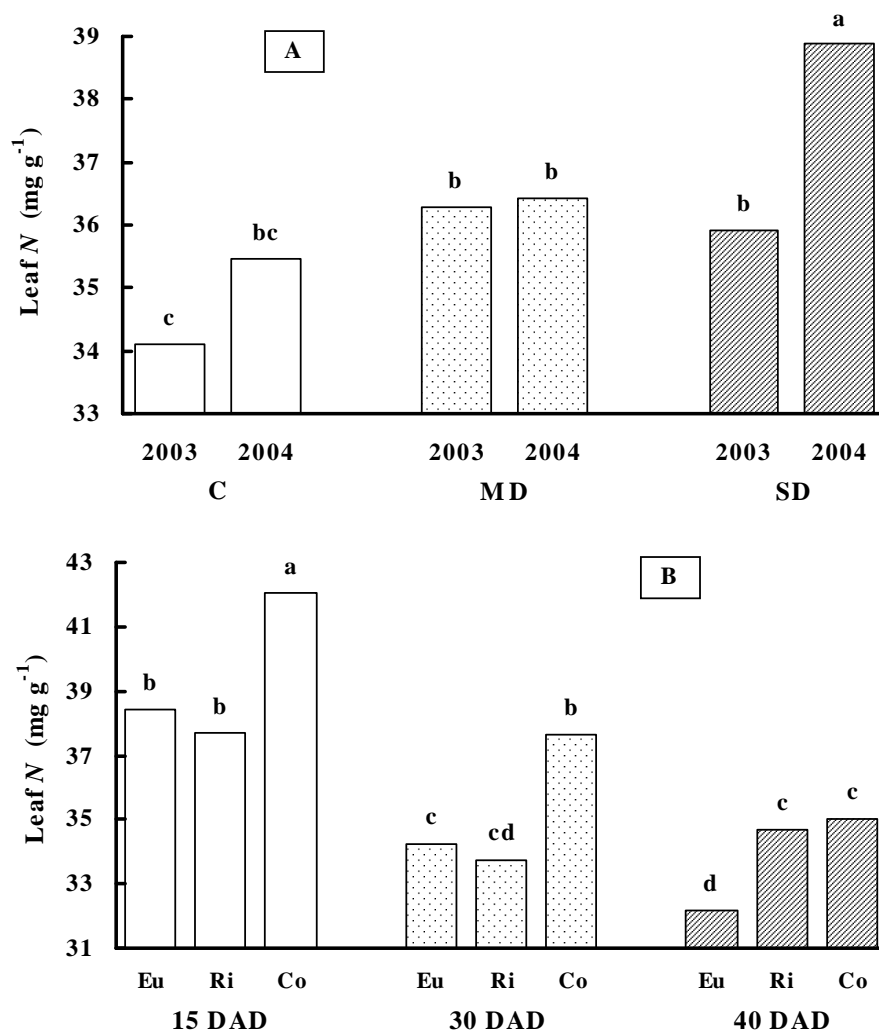 39
38
37
36
35
34
33
Leaf N (mg g-1)
A
c
bc
b
b
b
a
2003 2004 2003 2004 2003 2004
C MD SD
43
41
39
37
35
33
31
Leaf N (mg g-1)
B
b
b
a
c
cd
b
d
c
c
Eu Ri Co Eu Ri Co Eu Ri Co
15 DAD 30 DAD 40 DAD